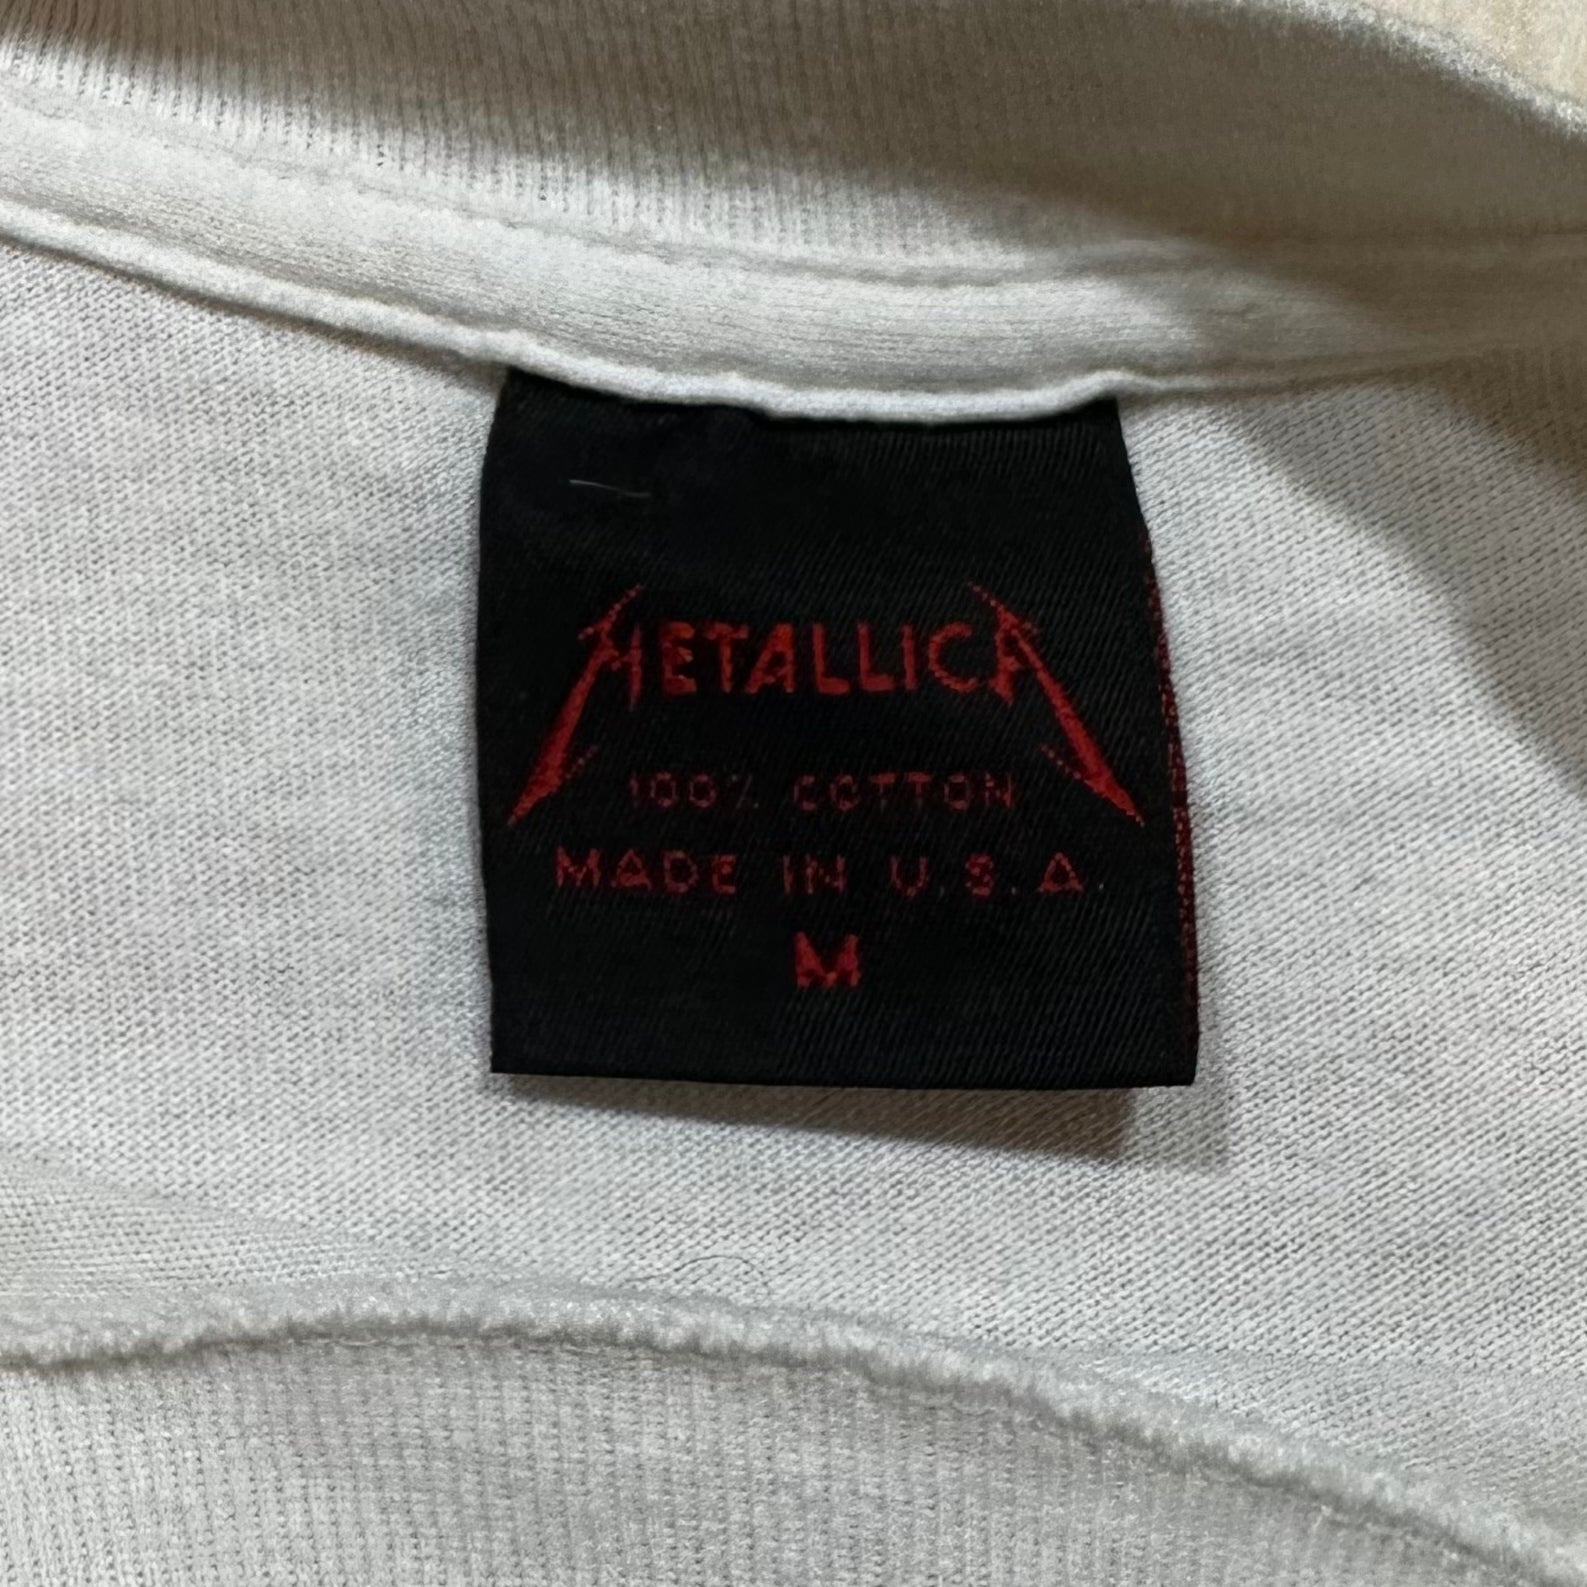 METALLICA
100% COTTON
MADE IN U.S.A.
M